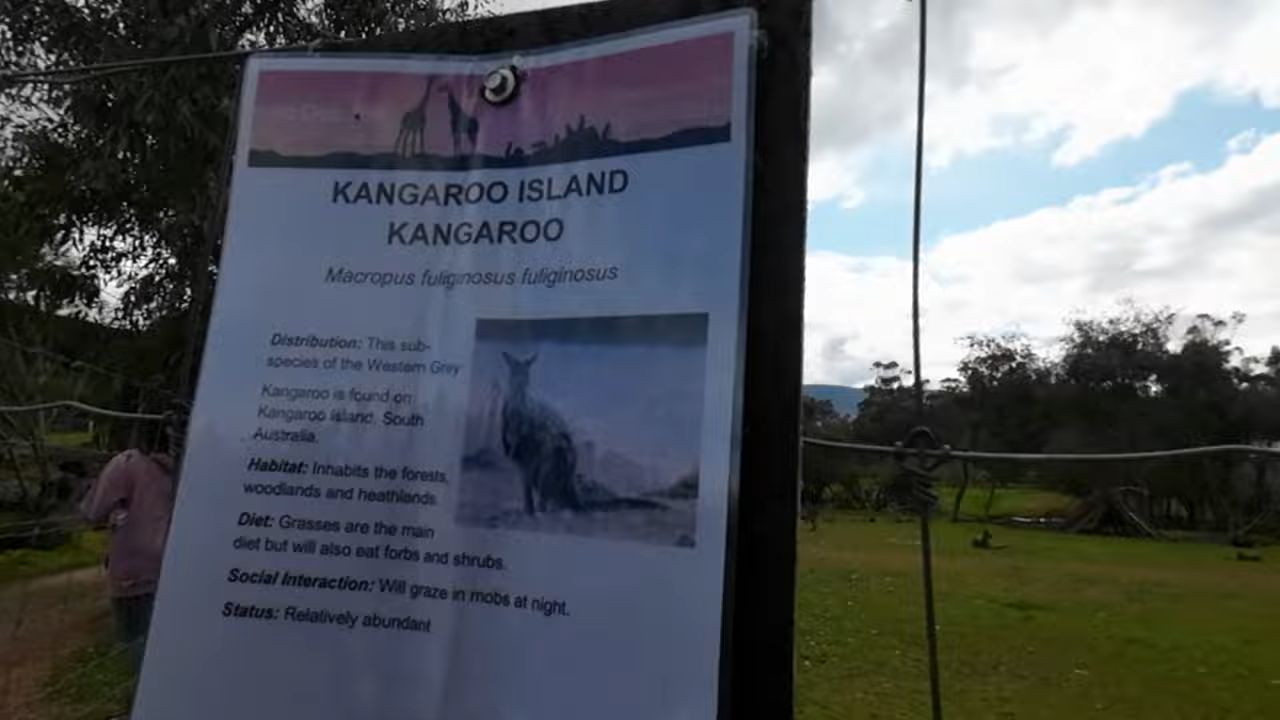 KANGAROO ISLAND
KANGAROO
Macropus fuliginosus fuliginosus
Distribution: This sub-
species of the Western Grey
Kangaroo is found on
Kangaroo Island, South
Australia.
Habitat: Inhabits the forests,
woodlands and heathlands
Diet: Grasses are the main
diet but will also eat forbs and shrubs.
Social Interaction: Will graze in mobs at night.
Status: Relatively abundant